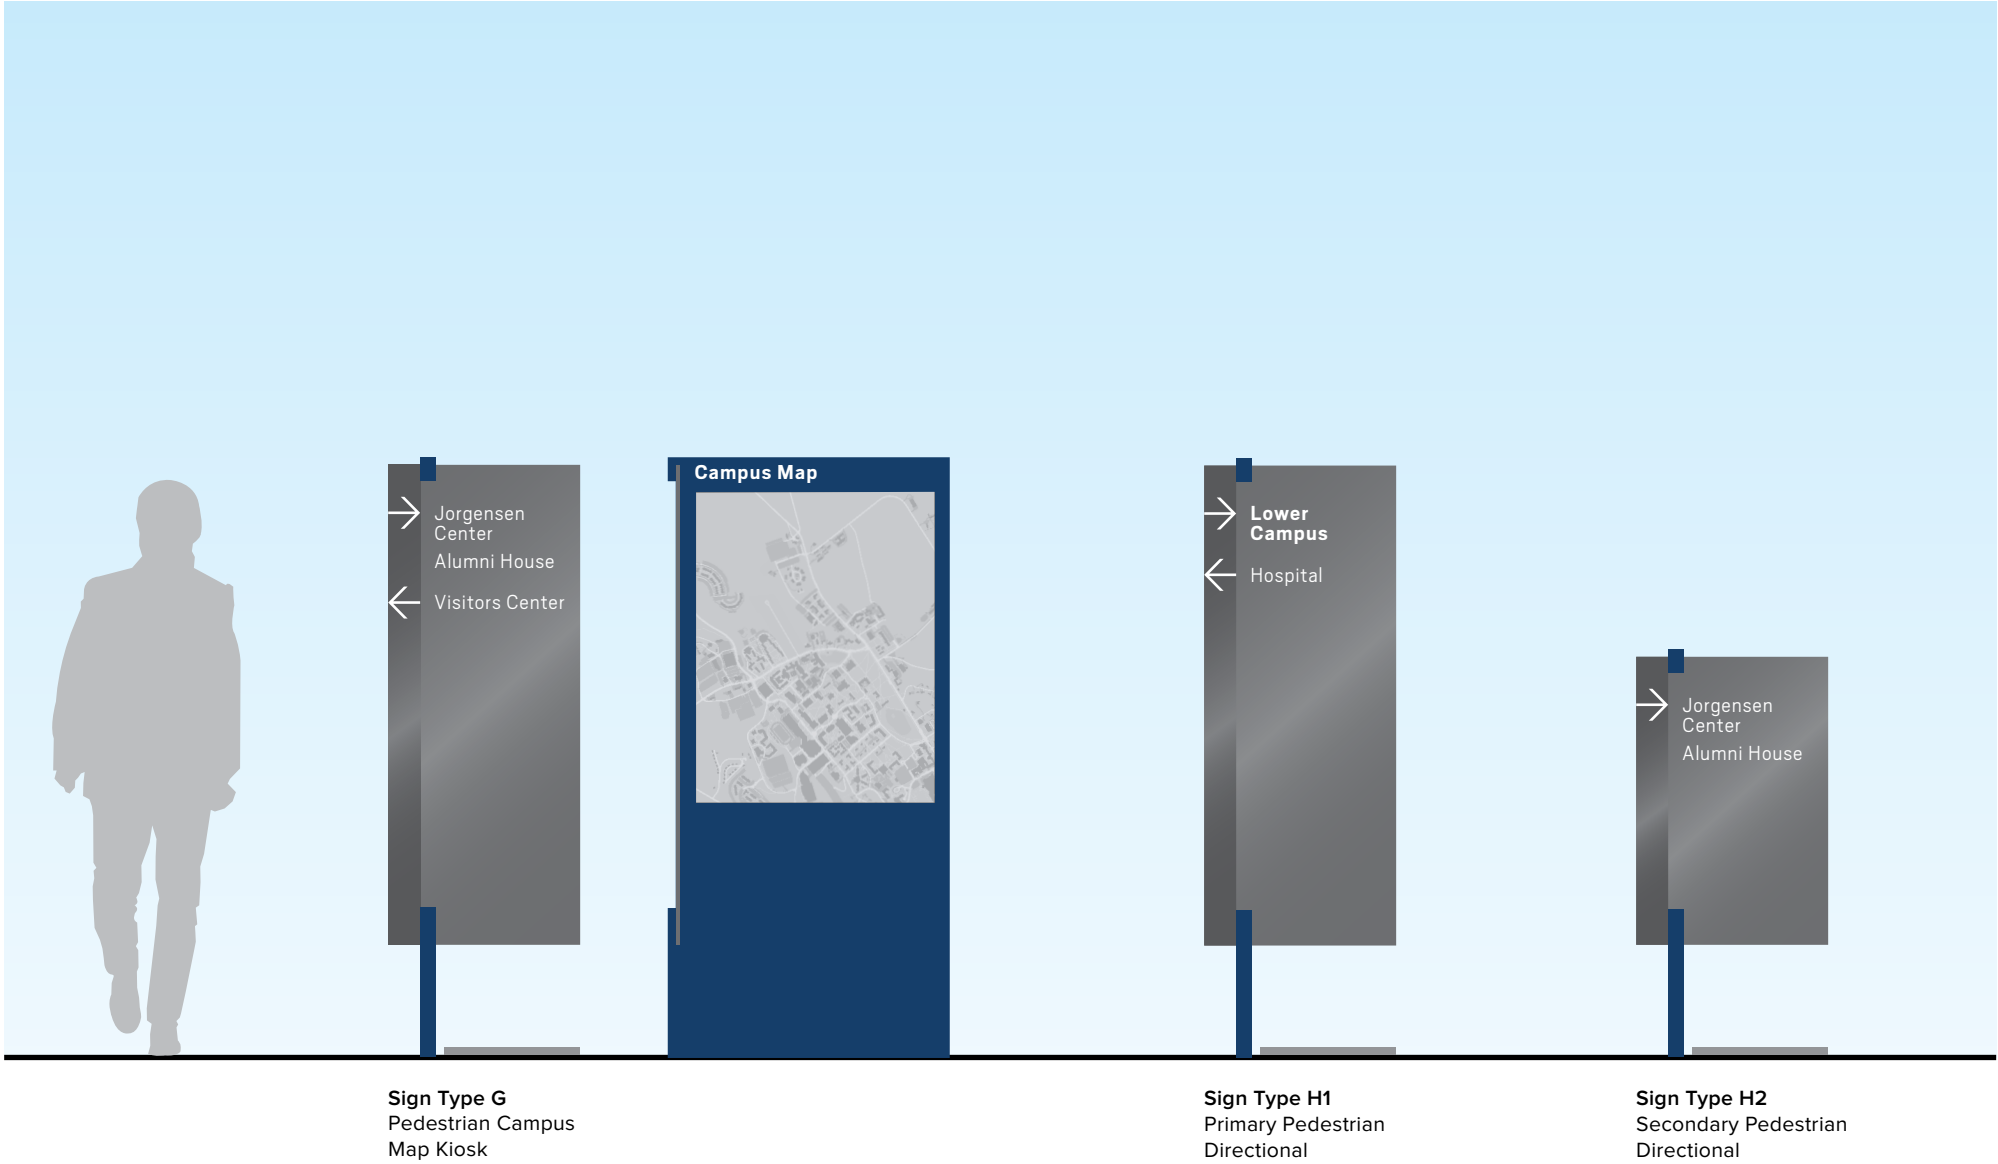 Jorgensen
Center
Alumni House
Visitors Center
Campus Map
Lower
Campus
Hospital
Jorgensen
Center
Alumni House
Sign Type G
Pedestrian Campus
Map Kiosk
Sign Type H1
Primary Pedestrian
Directional
Sign Type H2
Secondary Pedestrian
Directional